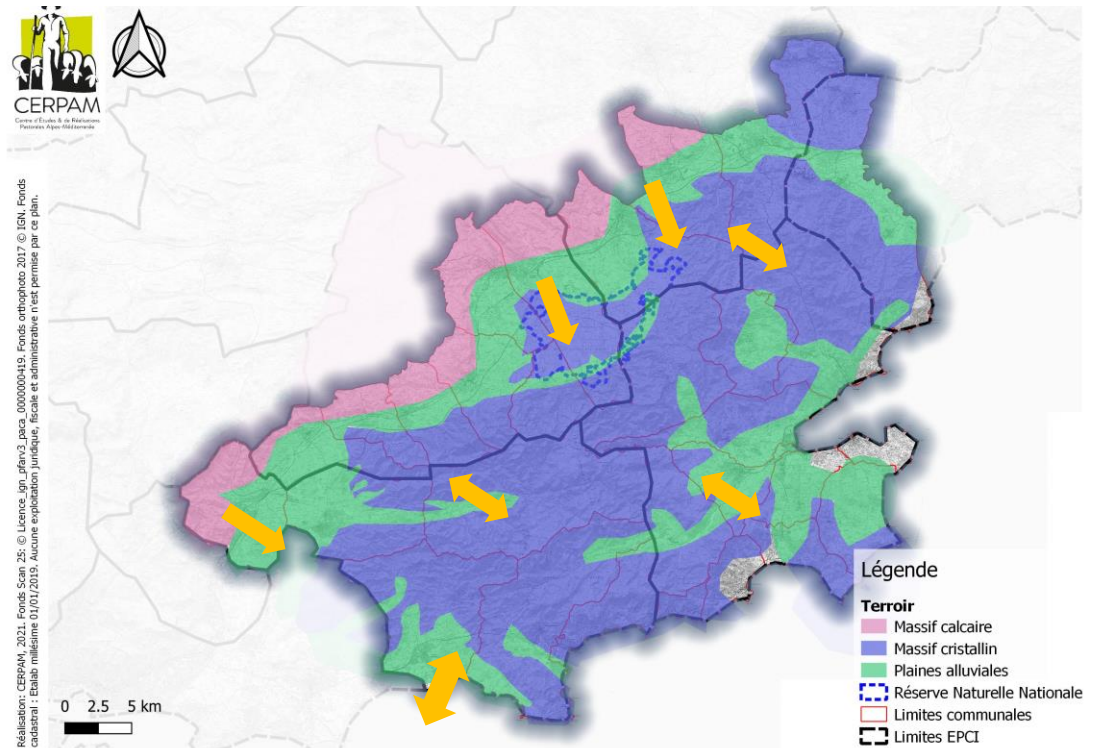 CERPAM
Centre d'Études & de Réalisations
Pastorales Alpes-Méditerranée
Réalisation: CERPAM, 2021. Fonds Scan 25: © Licence_ign_pfarv3_paca_000000419. Fonds orthophoto 2017 © IGN. Fonds
cadastral : Etalab millésime 01/01/2019. Aucune exploitation juridique, fiscale et administrative n'est permise par ce plan.
0 2.5 5 km
Légende
Terroir
Massif calcaire
Massif cristallin
Plaines alluviales
Réserve Naturelle Nationale
Limites communales
Limites EPCI